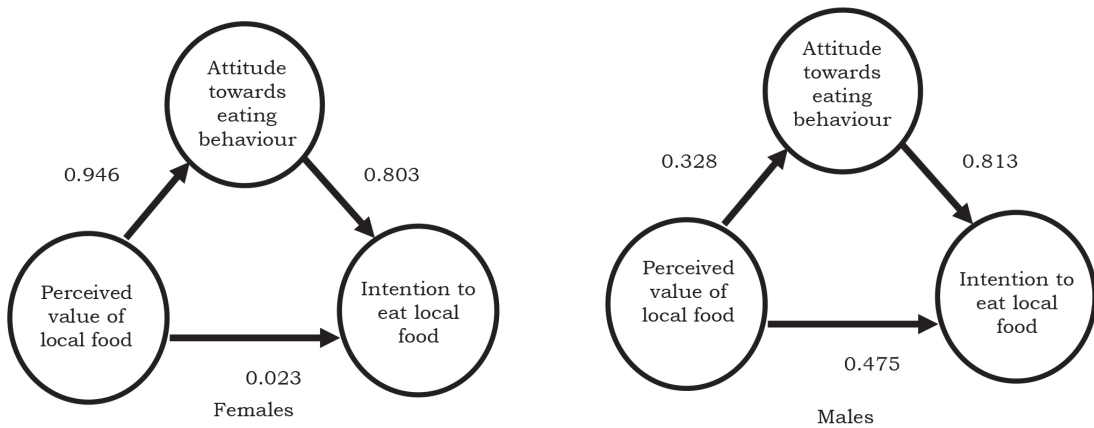 Attitude
towards
eating
behaviour
0.946
0.803
Perceived
value of
local food
Intention to
eat local
food
0.023
Females
Attitude
towards
eating
behaviour
0.328
0.813
Perceived
value of
local food
Intention to
eat local
food
0.475
Males